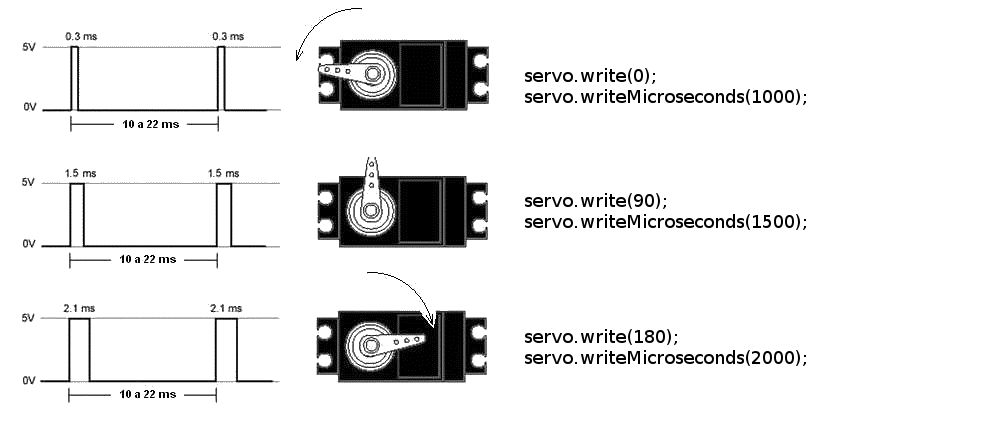 0.3 ms 0.3 ms
5V
servo.write(0);
servo.writeMicroseconds(1000);
0V
10 a 22 ms
1.5 ms 1.5 ms
5V
servo.write(90);
servo.writeMicroseconds(1500);
0V
10 a 22 ms
2.1 ms 2.1 ms
5V
servo.write(180);
servo.writeMicroseconds(2000);
0V
10 a 22 ms